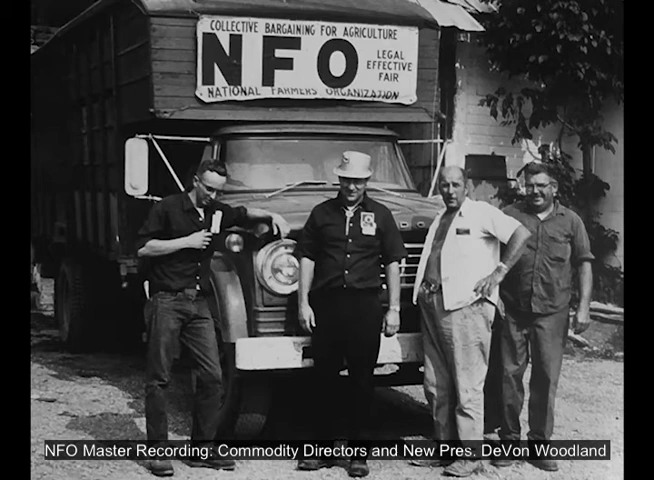 COLLECTIVE BARGAINING FOR AGRICULTURE
NFO
LEGAL
EFFECTIVE
FAIR
NATIONAL FARMERS ORGANIZATION
NFO Master Recording: Commodity Directors and New Pres. DeVon Woodland